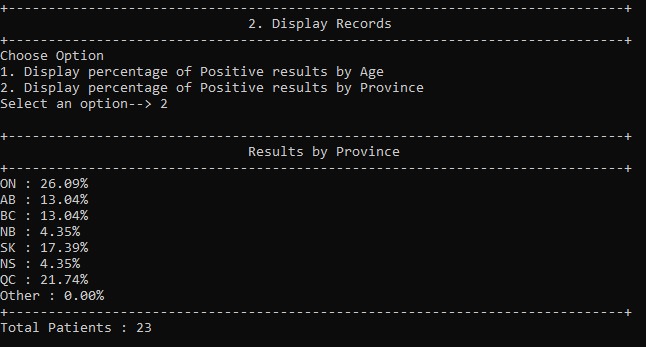 +-----------------------------------------------------------------------------+
2. Display Records
+-----------------------------------------------------------------------------+
Choose Option
1. Display percentage of Positive results by Age
2. Display percentage of Positive results by Province
Select an option--> 2
+-----------------------------------------------------------------------------+
Results by Province
+-----------------------------------------------------------------------------+
ON : 26.09%
AB : 13.04%
BC : 13.04%
NB : 4.35%
SK : 17.39%
NS : 4.35%
QC : 21.74%
Other : 0.00%
+-----------------------------------------------------------------------------+
Total Patients : 23